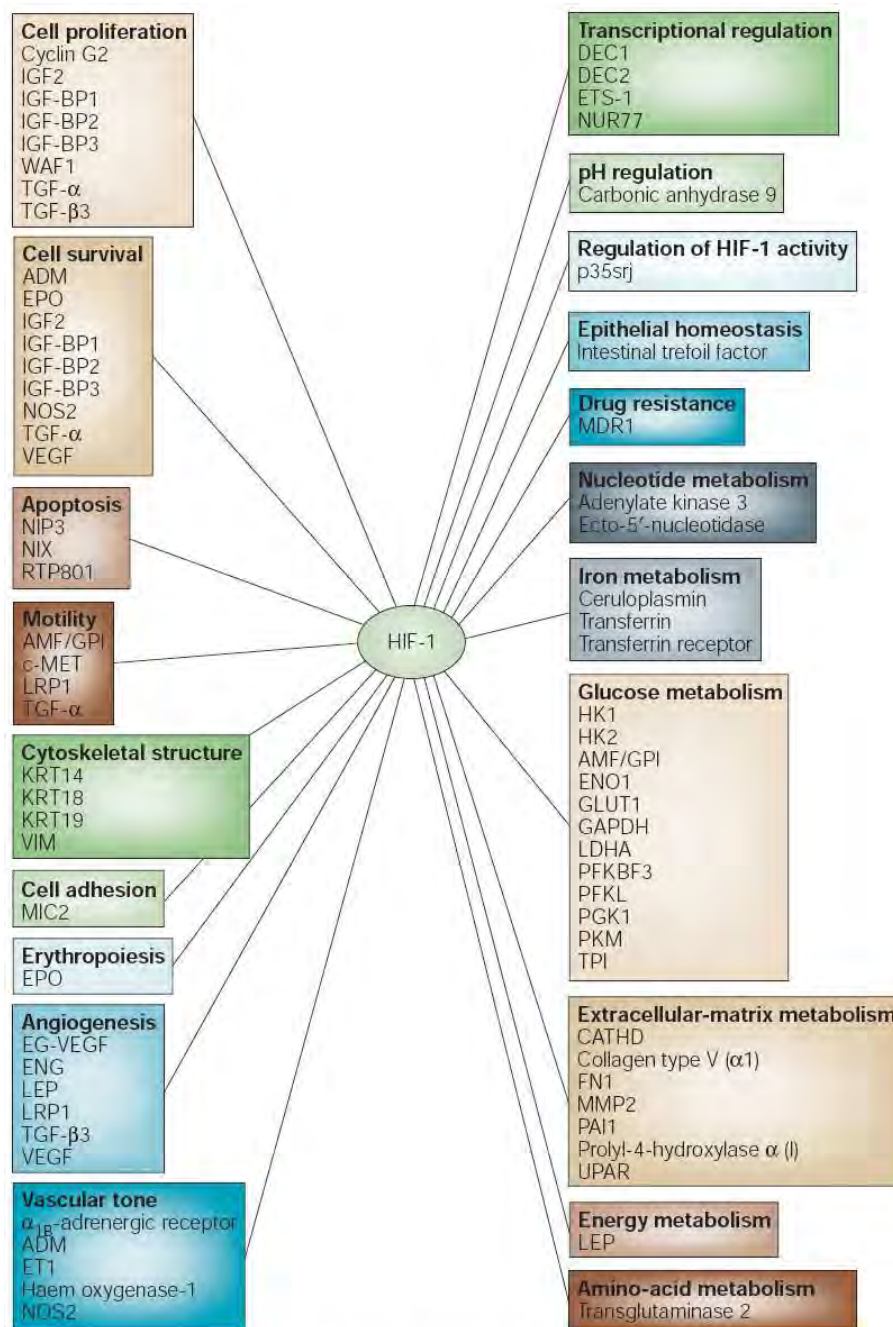 Cell proliferation
Cyclin G2
IGF2
IGF-BP1
IGF-BP2
IGF-BP3
WAF1
TGF-α
TGF-β3
Cell survival
ADM
EPO
IGF2
IGF-BP1
IGF-BP2
IGF-BP3
NOS2
TGF-α
VEGF
Apoptosis
NIP3
NIX
RTP801
Motility
AMF/GPI
c-MET
LRP1
TGF-α
Cytoskeletal structure
KRT14
KRT18
KRT19
VIM
Cell adhesion
MIC2
Erythropoiesis
EPO
Angiogenesis
EG-VEGF
ENG
LEP
LRP1
TGF-β3
VEGF
Vascular tone
α1B-adrenergic receptor
ADM
ET1
Haem oxygenase-1
NOS2
HIF-1
Transcriptional regulation
DEC1
DEC2
ETS-1
NUR77
pH regulation
Carbonic anhydrase 9
Regulation of HIF-1 activity
p35srj
Epithelial homeostasis
Intestinal trefoil factor
Drug resistance
MDR1
Nucleotide metabolism
Adenylate kinase 3
Ecto-5′-nucleotidase
Iron metabolism
Ceruloplasmin
Transferrin
Transferrin receptor
Glucose metabolism
HK1
HK2
AMF/GPI
ENO1
GLUT1
GAPDH
LDHA
PFKBF3
PFKL
PGK1
PKM
TPI
Extracellular-matrix metabolism
CATHD
Collagen type V (α1)
FN1
MMP2
PAI1
Prolyl-4-hydroxylase α (I)
UPAR
Energy metabolism
LEP
Amino-acid metabolism
Transglutaminase 2